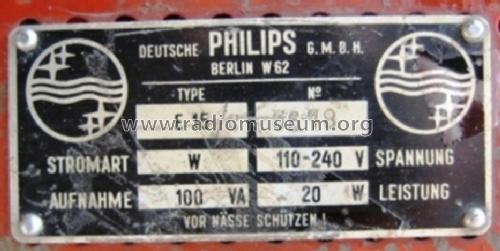 DEUTSCHE PHILIPS G.M.B.H.
BERLIN W62
TYPE Nº
www.radiomuseum.org
STROMART W 110-240 V SPANNUNG
AUFNAHME 100 VA 20 W LEISTUNG
VOR NÄSSE SCHÜTZEN!